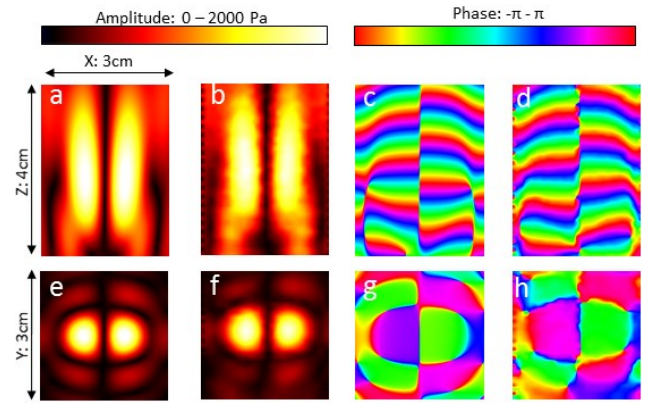 Amplitude: 0 – 2000 Pa
Phase: -π - π
X: 3cm
a
b
c
d
Z: 4cm
e
f
g
h
Y: 3cm